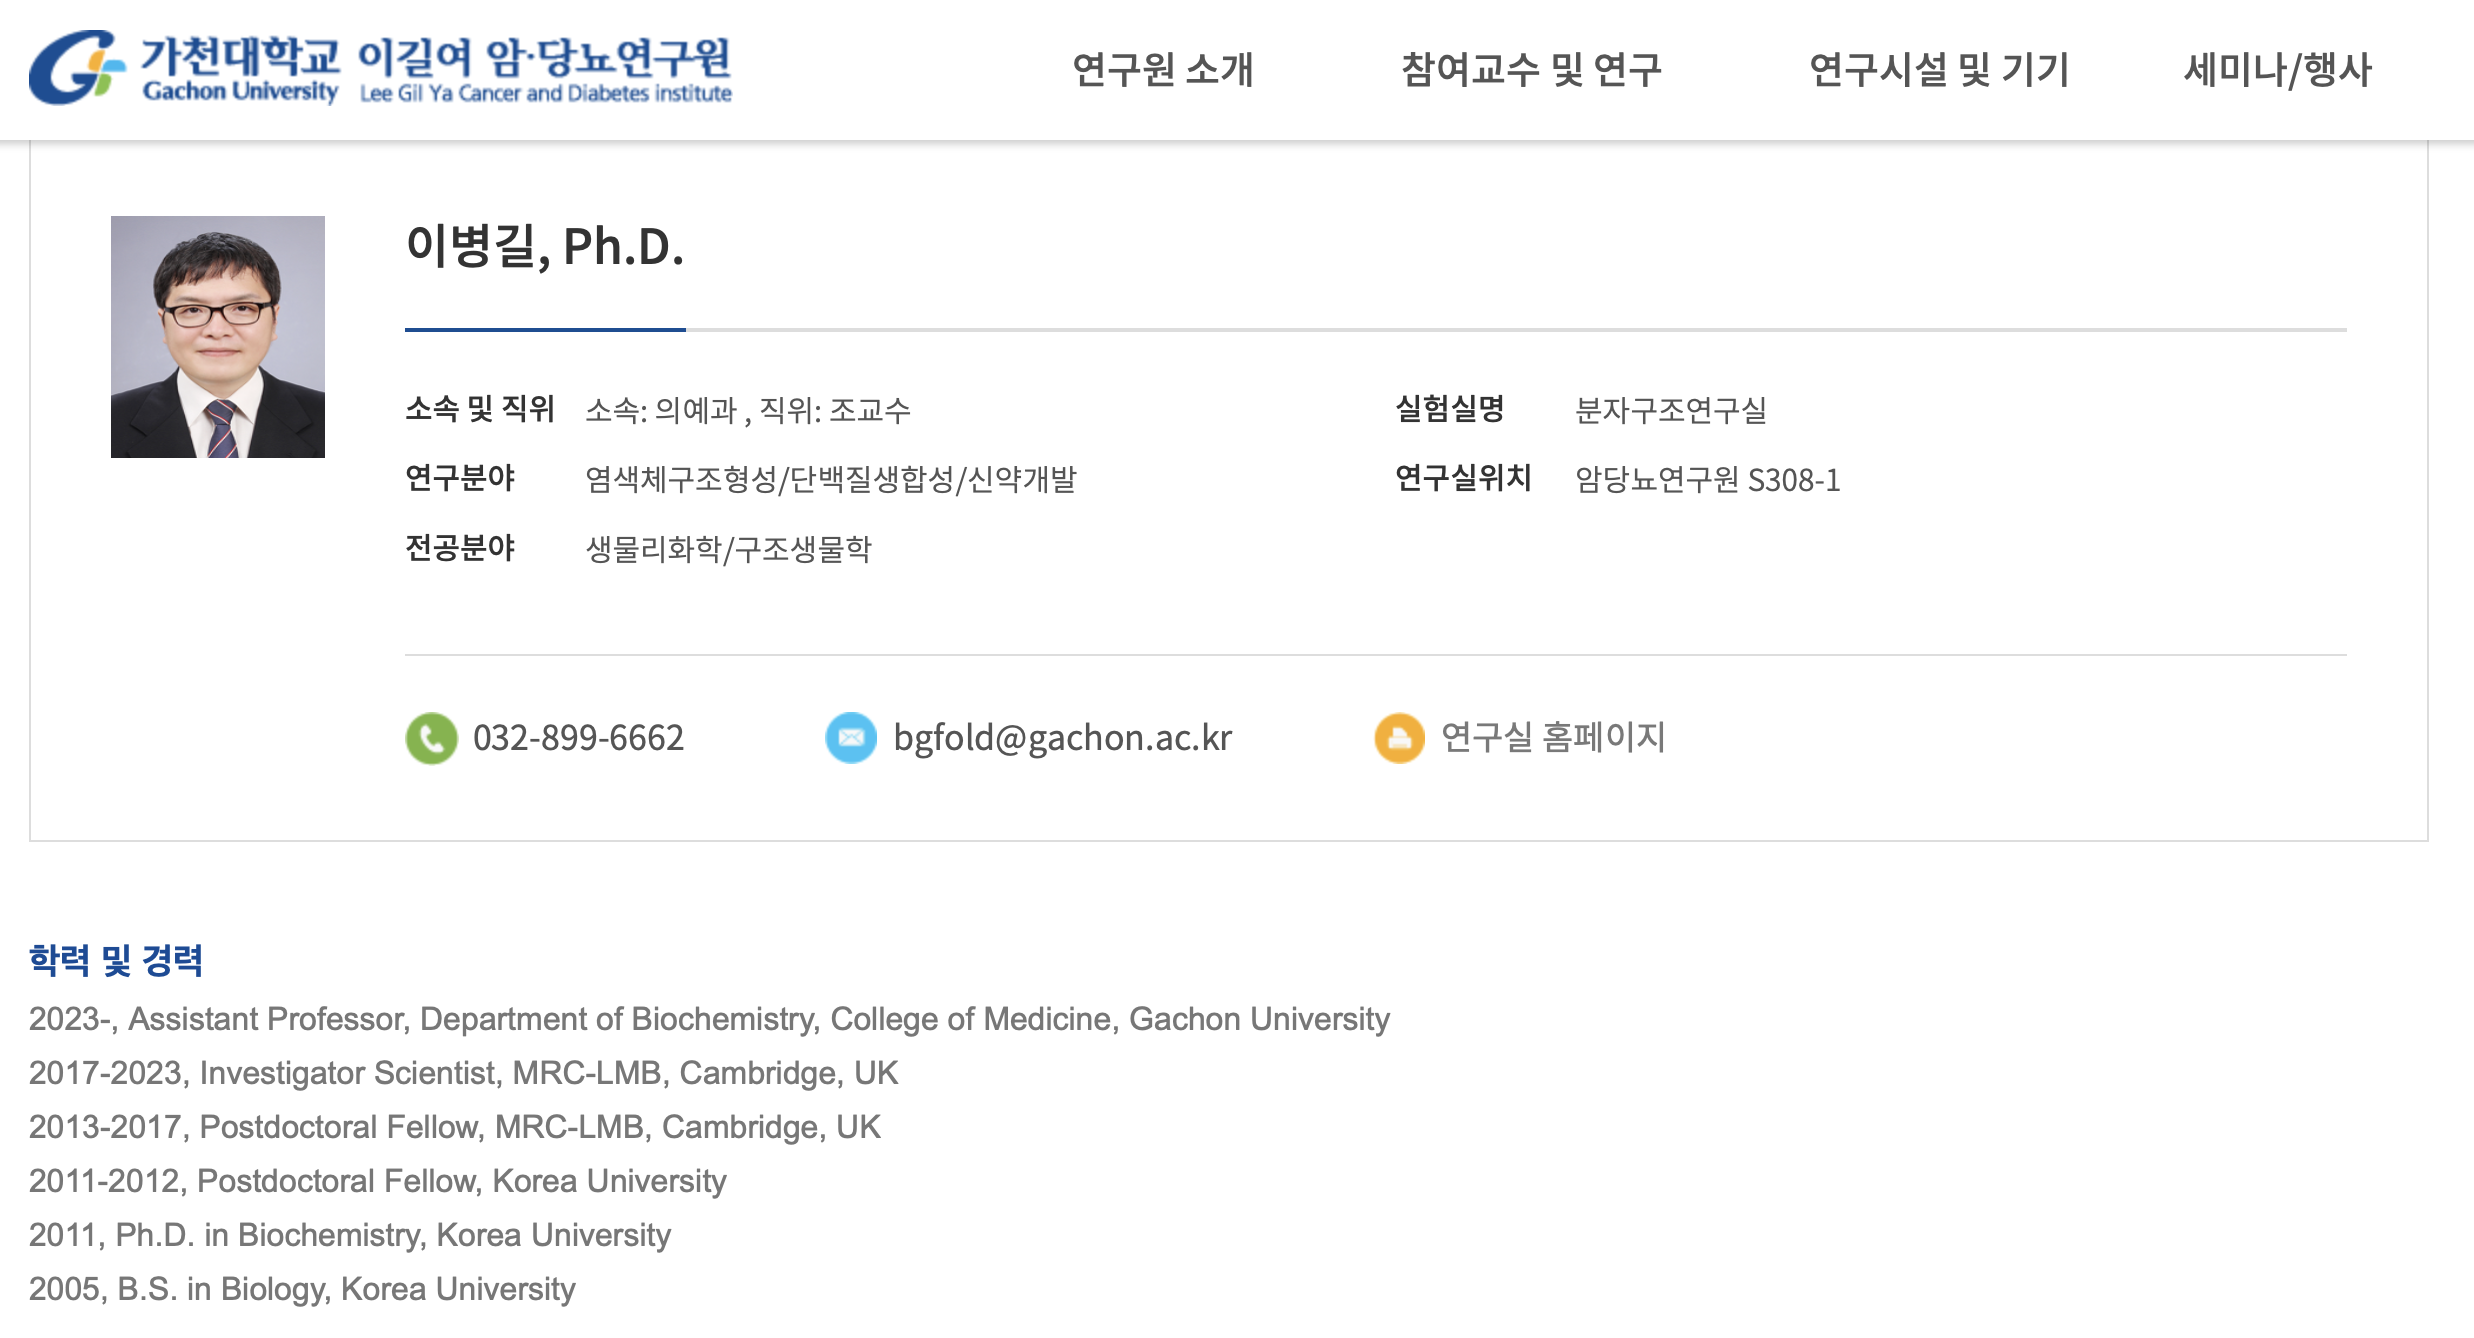 가천대학교 이길여 암·당뇨연구원
Gachon University Lee Gil Ya Cancer and Diabetes institute
연구원 소개 참여교수 및 연구 연구시설 및 기기 세미나/행사
이병길, Ph.D.
소속 및 직위 소속: 의예과 , 직위: 조교수 실험실명 분자구조연구실
연구분야 염색체구조형성/단백질생합성/신약개발 연구실위치 암당뇨연구원 S308-1
전공분야 생물리화학/구조생물학
032-899-6662 bgfold@gachon.ac.kr 연구실 홈페이지
학력 및 경력
2023-, Assistant Professor, Department of Biochemistry, College of Medicine, Gachon University
2017-2023, Investigator Scientist, MRC-LMB, Cambridge, UK
2013-2017, Postdoctoral Fellow, MRC-LMB, Cambridge, UK
2011-2012, Postdoctoral Fellow, Korea University
2011, Ph.D. in Biochemistry, Korea University
2005, B.S. in Biology, Korea University